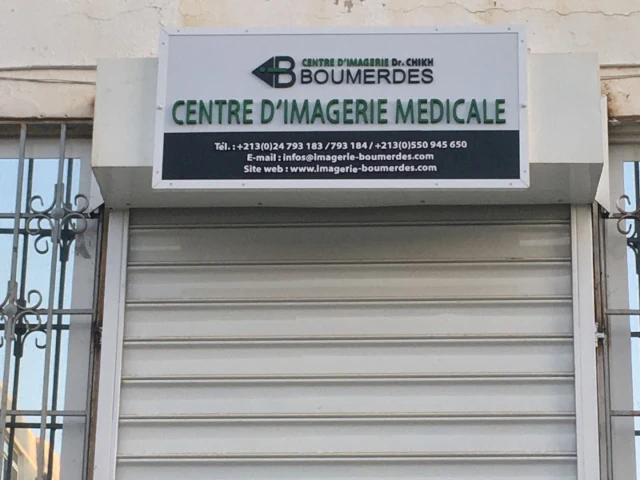 CENTRE D'IMAGERIE Dr. CHIKH
B BOUMERDES
CENTRE D'IMAGERIE MEDICALE
Tél. : +213(0)24 793 183 / 793 184 / +213(0)550 945 650
E-mail : infos@imagerie-boumerdes.com
Site web : www.imagerie-boumerdes.com